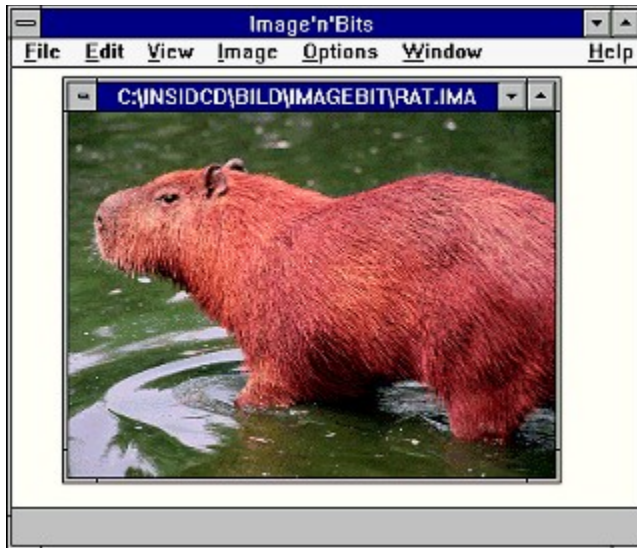 Image'n'Bits
File Edit View Image Options Window Help
C:\INSIDCD\BILD\IMAGEBIT\RAT.IMA